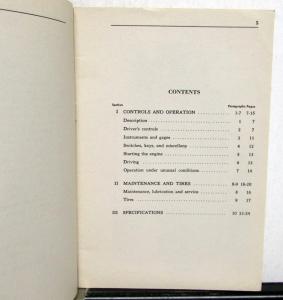 5
CONTENTS
Section Paragraphs Pages
I CONTROLS AND OPERATION 1-7 7-15
Description 1 7
Driver's controls 2 7
Instruments and gages 3 11
Switches, keys, and miscellany 4 12
Starting the engine 5 13
Driving 6 13
Operation under unusual conditions 7 14
II MAINTENANCE AND TIRES 8-9 16-20
Maintenance, lubrication and service 8 16
Tires 9 17
III SPECIFICATIONS 10 21-24